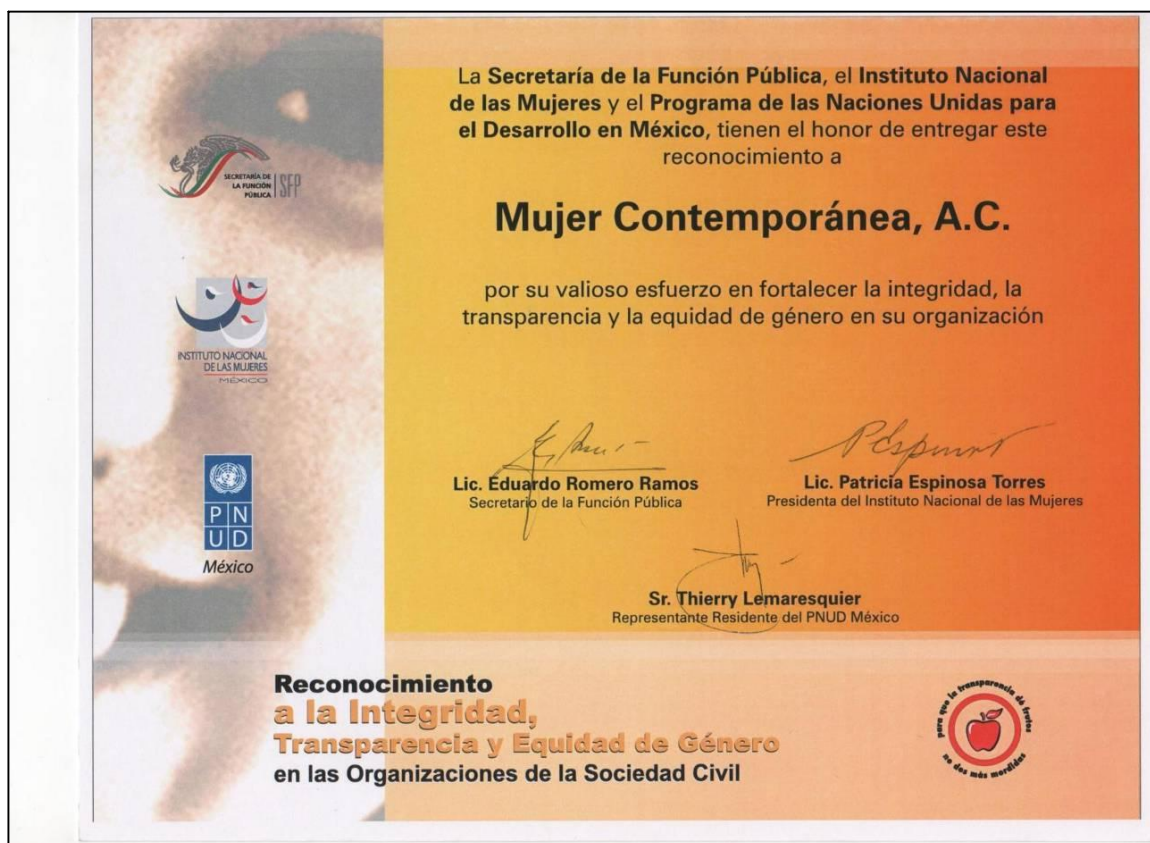 La Secretaría de la Función Pública, el Instituto Nacional
de las Mujeres y el Programa de las Naciones Unidas para
el Desarrollo en México, tienen el honor de entregar este
reconocimiento a
Mujer Contemporánea, A.C.
por su valioso esfuerzo en fortalecer la integridad, la
transparencia y la equidad de género en su organización
SECRETARÍA DE
LA FUNCIÓN
PÚBLICA
SFP
INSTITUTO NACIONAL
DE LAS MUJERES
MÉXICO
P N
U D
México
Lic. Eduardo Romero Ramos
Secretario de la Función Pública
Lic. Patricia Espinosa Torres
Presidenta del Instituto Nacional de las Mujeres
Sr. Thierry Lemaresquier
Representante Residente del PNUD México
Reconocimiento
a la Integridad,
Transparencia y Equidad de Género
en las Organizaciones de la Sociedad Civil
para que la transparencia dé frutos
no des más mordidas